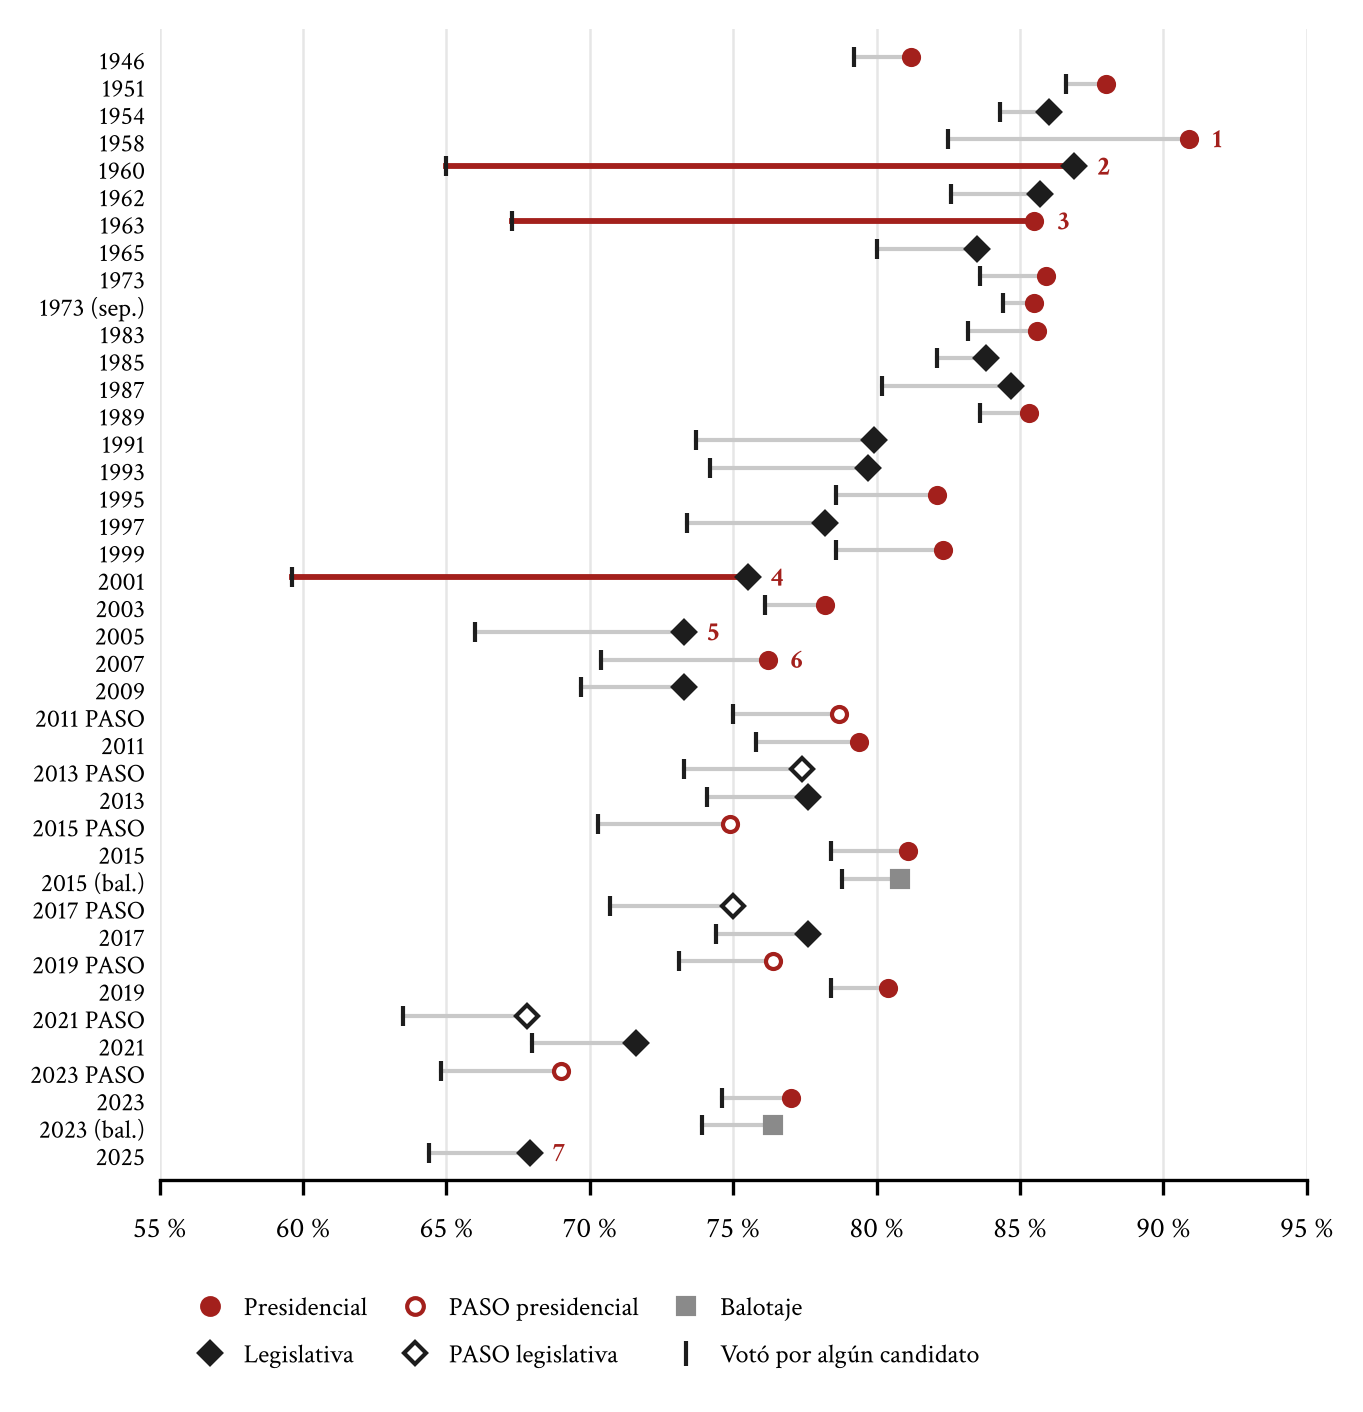 1946
1951
1954
1958 1
1960 2
1962
1963 3
1965
1973
1973 (sep.)
1983
1985
1987
1989
1991
1993
1995
1997
1999
2001 4
2003
2005 5
2007 6
2009
2011 PASO
2011
2013 PASO
2013
2015 PASO
2015
2015 (bal.)
2017 PASO
2017
2019 PASO
2019
2021 PASO
2021
2023 PASO
2023
2023 (bal.)
2025 7
55 % 60 % 65 % 70 % 75 % 80 % 85 % 90 % 95 %
Presidencial PASO presidencial Balotaje
Legislativa PASO legislativa Votó por algún candidato